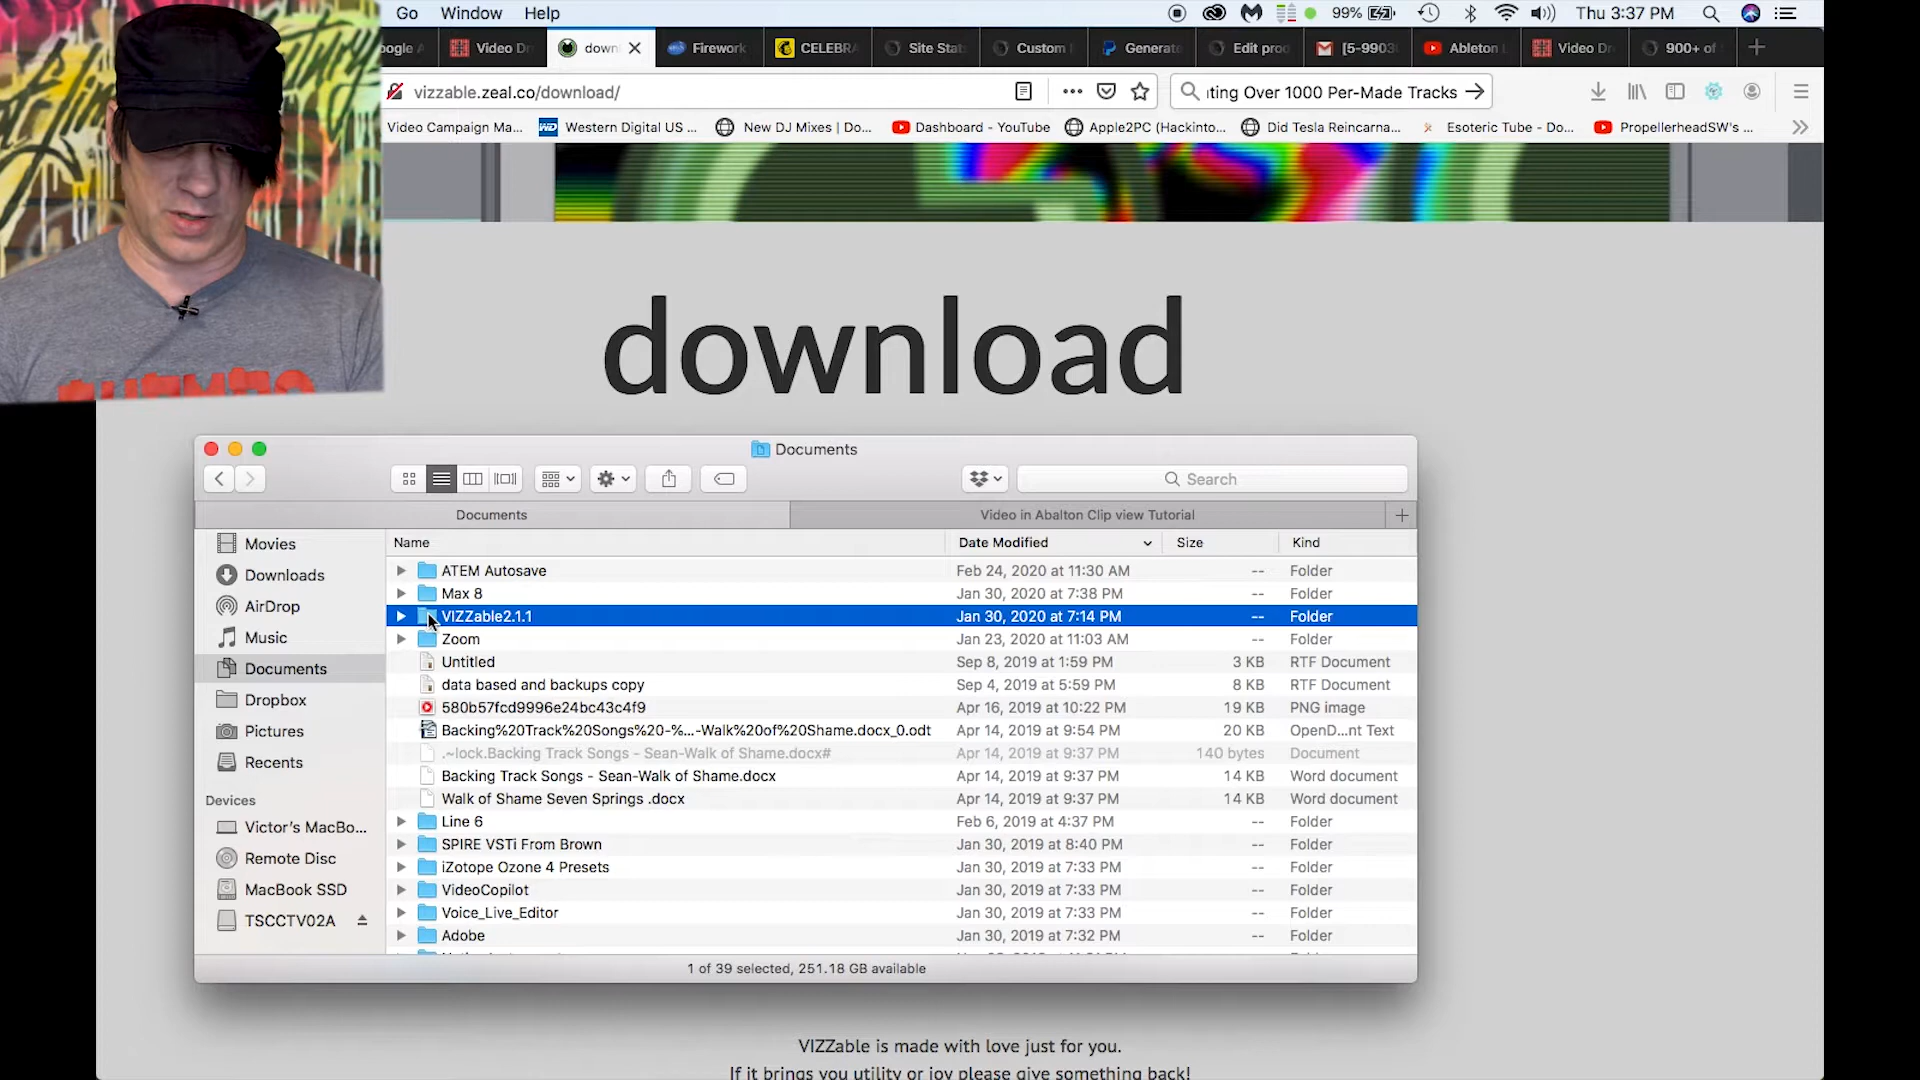 Go Window Help 99% Thu 3:37 PM
oogle A Video Dr down Firework CELEBRA Site Stat Custom Generate Edit pro [5-9903 Ableton Video Dr 900+ of
vizzable.zeal.co/download/ ting Over 1000 Per-Made Tracks
Video Campaign Ma... WD Western Digital US ... New DJ Mixes | Do... Dashboard - YouTube Apple2PC (Hackinto... Did Tesla Reincarna... Esoteric Tube - Do... PropellerheadSW's ...
download
Documents
Search
Documents Video in Abalton Clip view Tutorial
Movies
Downloads
AirDrop
Music
Documents
Dropbox
Pictures
Recents
Devices
Victor's MacBo...
Remote Disc
MacBook SSD
TSCCTV02A
Name Date Modified Size Kind
ATEM Autosave Feb 24, 2020 at 11:30 AM -- Folder
Max 8 Jan 30, 2020 at 7:38 PM -- Folder
VIZZable2.1.1 Jan 30, 2020 at 7:14 PM -- Folder
Zoom Jan 23, 2020 at 11:03 AM -- Folder
Untitled Sep 8, 2019 at 1:59 PM 3 KB RTF Document
data based and backups copy Sep 4, 2019 at 5:59 PM 8 KB RTF Document
580b57fcd9996e24bc43c4f9 Apr 16, 2019 at 10:22 PM 19 KB PNG image
Backing%20Track%20Songs%20-%...-Walk%20of%20Shame.docx_0.odt Apr 14, 2019 at 9:54 PM 20 KB OpenD...nt Text
.~lock.Backing Track Songs - Sean-Walk of Shame.docx# Apr 14, 2019 at 9:37 PM 140 bytes Document
Backing Track Songs - Sean-Walk of Shame.docx Apr 14, 2019 at 9:37 PM 14 KB Word document
Walk of Shame Seven Springs .docx Apr 14, 2019 at 9:37 PM 14 KB Word document
Line 6 Feb 6, 2019 at 4:37 PM -- Folder
SPIRE VSTi From Brown Jan 30, 2019 at 8:40 PM -- Folder
iZotope Ozone 4 Presets Jan 30, 2019 at 7:33 PM -- Folder
VideoCopilot Jan 30, 2019 at 7:33 PM -- Folder
Voice_Live_Editor Jan 30, 2019 at 7:33 PM -- Folder
Adobe Jan 30, 2019 at 7:32 PM -- Folder
1 of 39 selected, 251.18 GB available
VIZZable is made with love just for you.
If it brings you utility or joy please give something back!